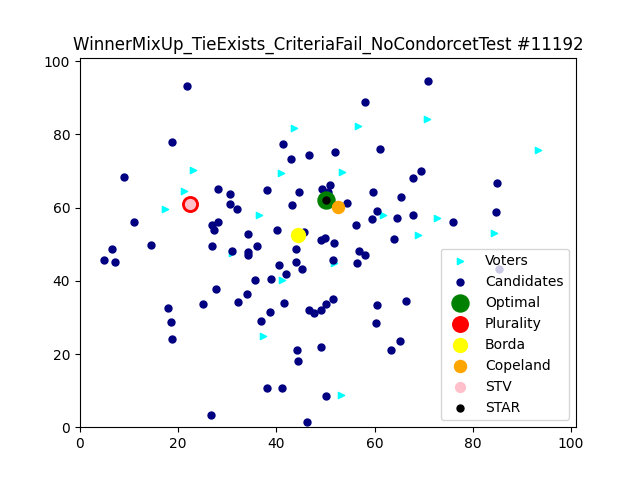 WinnerMixUp_TieExists_CriteriaFail_NoCondorcetTest #11192
100
80
60
40
20
0
0 20 40 60 80 100
Voters
Candidates
Optimal
Plurality
Borda
Copeland
STV
STAR